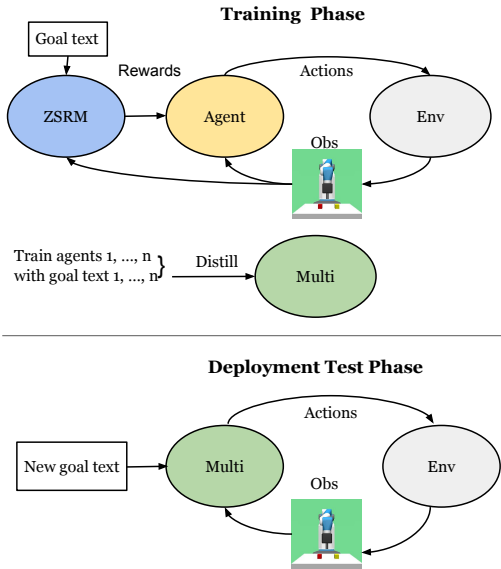 Training Phase
Goal text
Rewards
Actions
ZSRM
Agent
Env
Obs
Train agents 1, ..., n
with goal text 1, ..., n
}
Distill
Multi
Deployment Test Phase
Actions
New goal text
Multi
Env
Obs